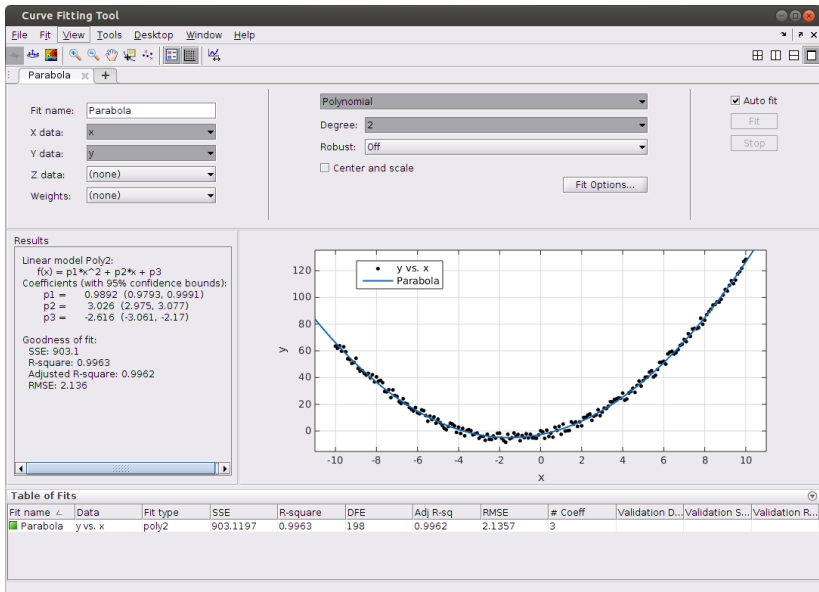 Curve Fitting Tool
File Fit View Tools Desktop Window Help
Parabola +
Fit name: Parabola
X data: x
Y data: y
Z data: (none)
Weights: (none)
Polynomial
Degree: 2
Robust: Off
Center and scale
Fit Options...
Auto fit
Fit
Stop
Results
Linear model Poly2:
f(x) = p1*x^2 + p2*x + p3
Coefficients (with 95% confidence bounds):
p1 = 0.9892 (0.9793, 0.9991)
p2 = 3.026 (2.975, 3.077)
p3 = -2.616 (-3.061, -2.17)
Goodness of fit:
SSE: 903.1
R-square: 0.9963
Adjusted R-square: 0.9962
RMSE: 2.136
y vs. x
Parabola
120
100
80
60
40
20
0
y
-10 -8 -6 -4 -2 0 2 4 6 8 10
x
Table of Fits
Fit name Data Fit type SSE R-square DFE Adj R-sq RMSE # Coeff Validation D... Validation S... Validation R...
Parabola y vs. x poly2 903.1197 0.9963 198 0.9962 2.1357 3